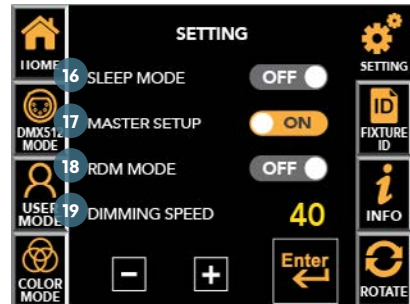 SETTING
HOME
SETTING
16 SLEEP MODE OFF
DMX512
MODE
17 MASTER SETUP ON
ID
FIXTURE
ID
18 RDM MODE OFF
USER
MODE
19 DIMMING SPEED 40
i
INFO
COLOR
MODE
- +
Enter
ROTATE